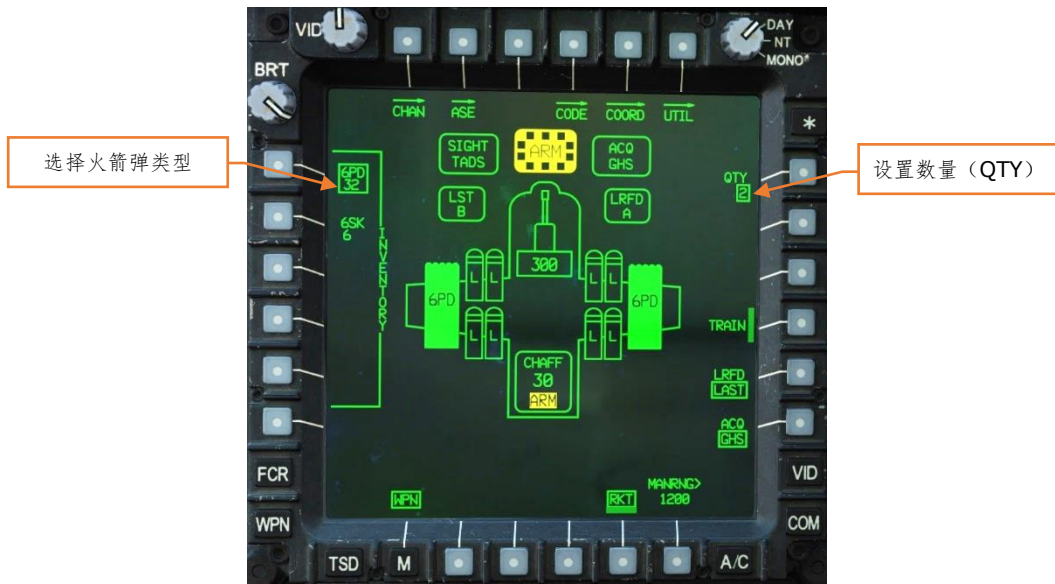 VID
DAY
NT
MONO*
BRT
CHAN
ASE
CODE
COORD
UTIL
*
选择火箭弹类型
设置数量（QTY）
6PD
32
SIGHT
TADS
ARM
ACQ
GHS
QTY
2
6SK
6
LST
B
LRFD
A
INVENTORY
300
L
L
L
L
6PD
6PD
L
L
L
L
TRAIN
CHAFF
30
ARM
LRFD
LAST
ACQ
GHS
FCR
VID
WPN
RKT
MANRNG>
1200
WPN
COM
TSD
M
A/C